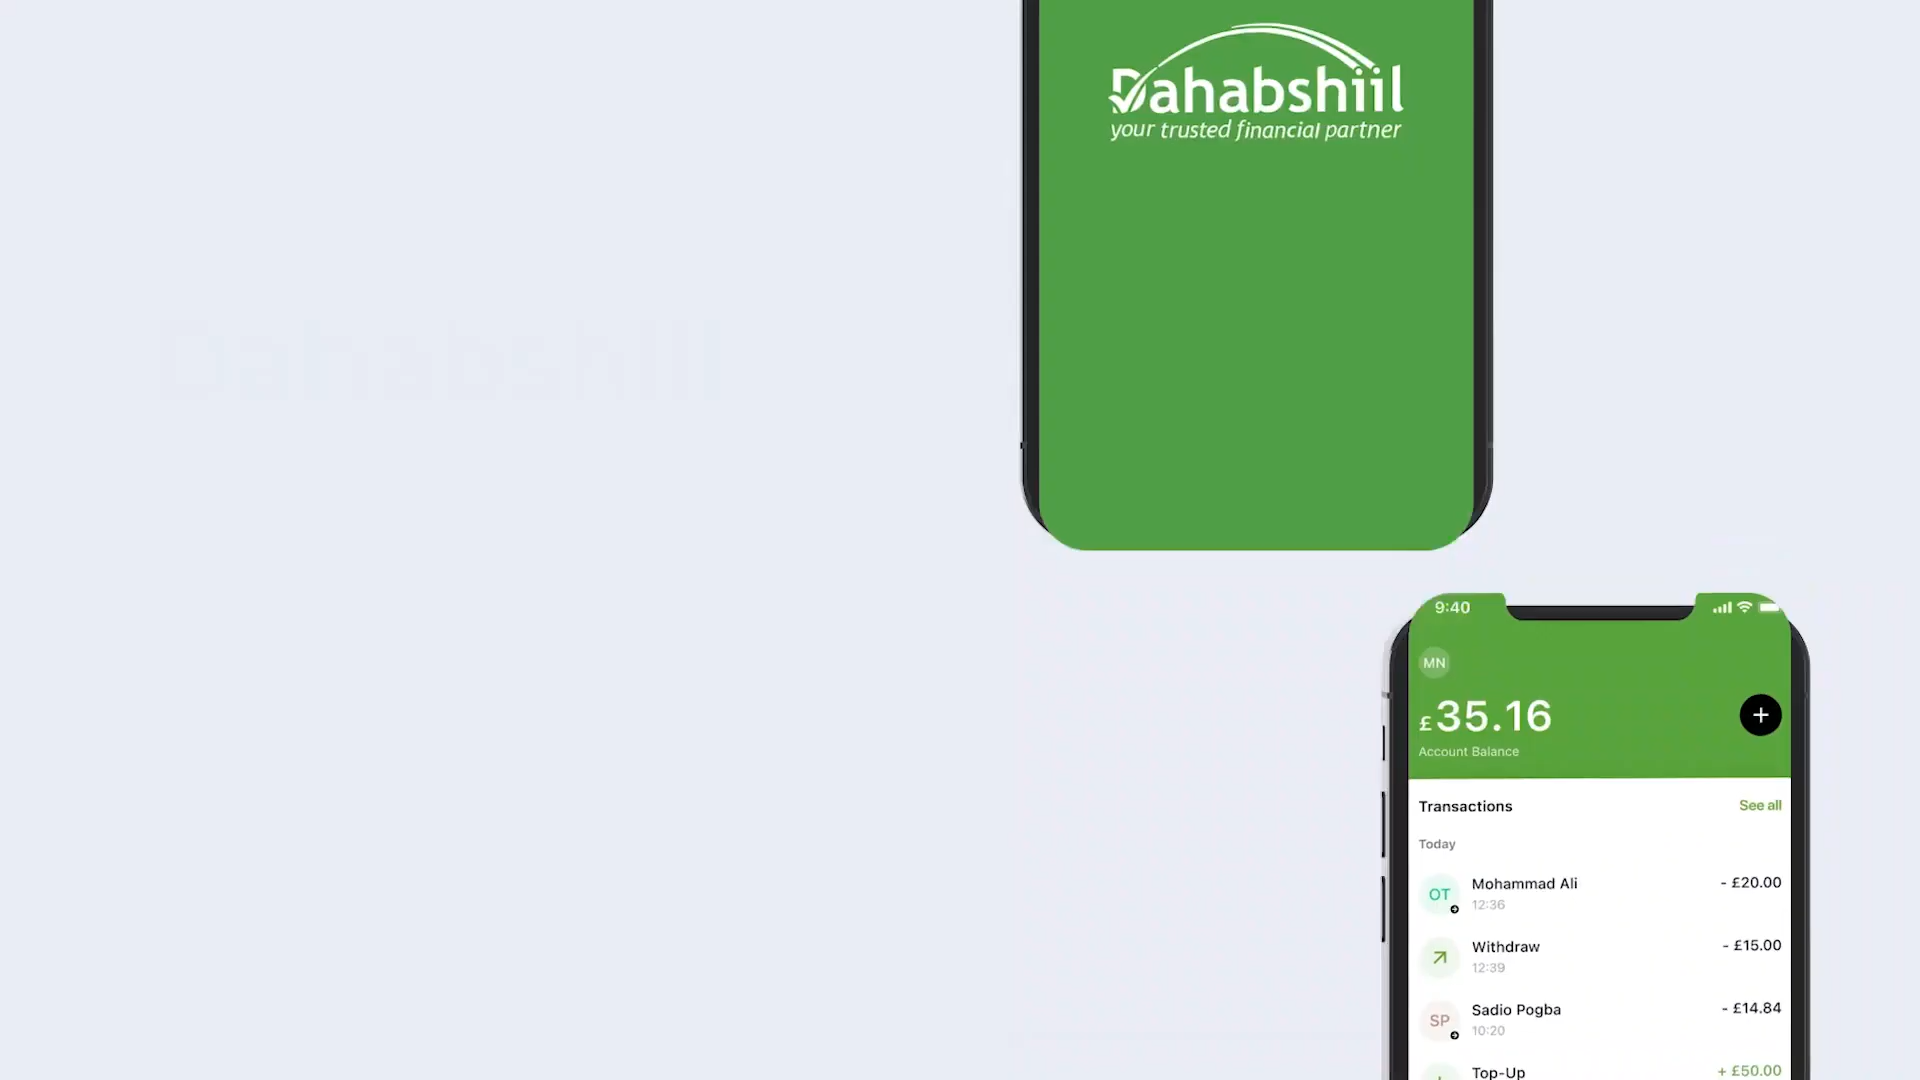 Dahabshiil
your trusted financial partner
Dahabshiil
9:40
MN
£35.16
Account Balance
Transactions
See all
Today
OT
Mohammad Ali
- £20.00
12:36
Withdraw
- £15.00
12:39
SP
Sadio Pogba
- £14.84
10:20
Top-Up
+ £50.00